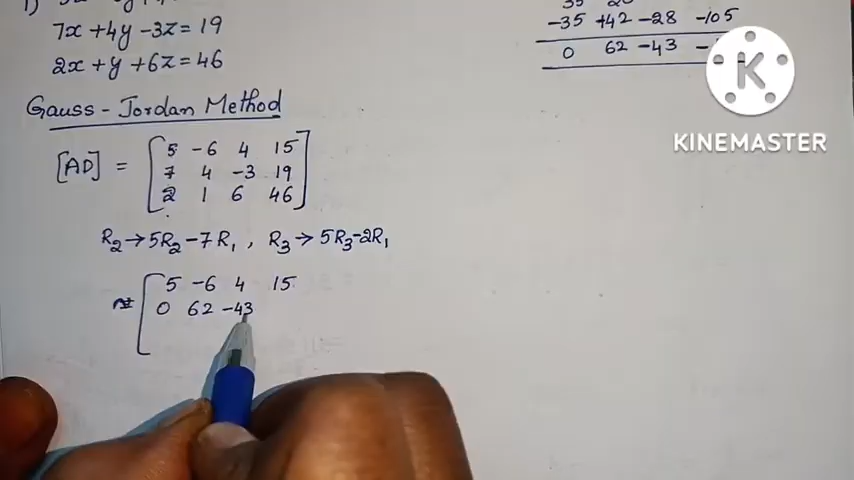 7x + 4y - 3z = 19
2x + y + 6z = 46
Gauss - Jordan Method
[AD] = [5 -6 4 15
7 4 -3 19
2 1 6 46]
R₂ → 5R₂ - 7R₁ , R₃ → 5R₃ - 2R₁
~ [5 -6 4 15
0 62 -43
-35 +42 -28 -105
0 62 -43
K
KINEMASTER